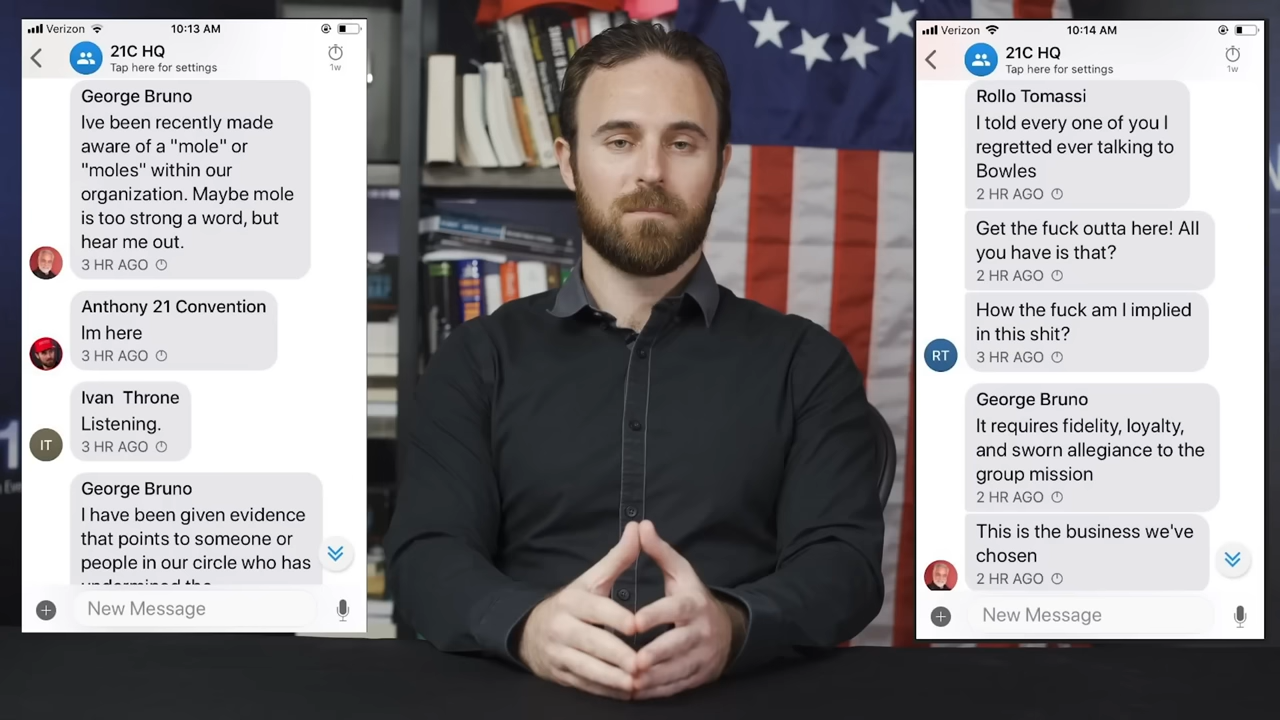 Verizon 10:13 AM
21C HQ
Tap here for settings
1w
George Bruno
Ive been recently made
aware of a "mole" or
"moles" within our
organization. Maybe mole
is too strong a word, but
hear me out.
3 HR AGO
Anthony 21 Convention
Im here
3 HR AGO
IT
Ivan Throne
Listening.
3 HR AGO
George Bruno
I have been given evidence
that points to someone or
people in our circle who has
undermined the
New Message
Verizon 10:14 AM
21C HQ
Tap here for settings
1w
Rollo Tomassi
I told every one of you I
regretted ever talking to
Bowles
2 HR AGO
Get the fuck outta here! All
you have is that?
2 HR AGO
How the fuck am I implied
in this shit?
3 HR AGO
RT
George Bruno
It requires fidelity, loyalty,
and sworn allegiance to the
group mission
2 HR AGO
This is the business we've
chosen
2 HR AGO
New Message